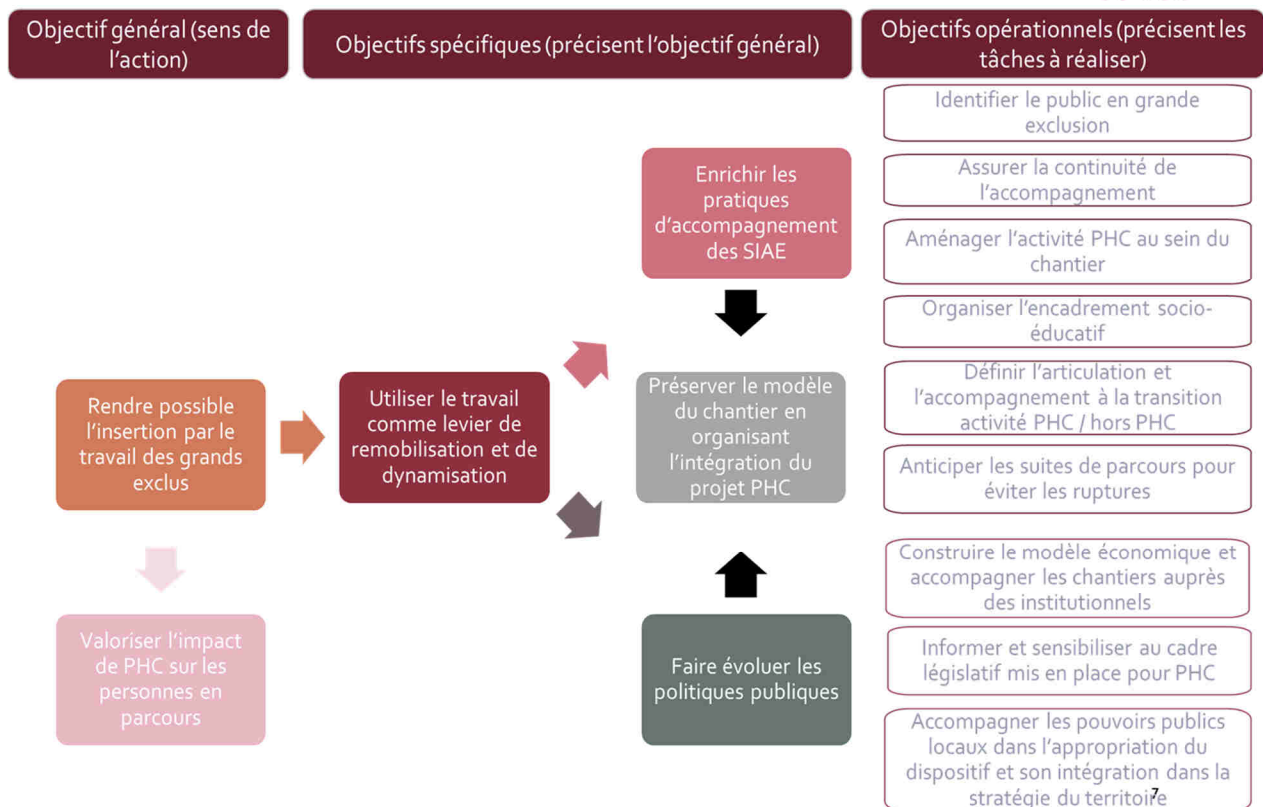 Objectif général (sens de
l'action)
Objectifs spécifiques (précisent l'objectif général)
Objectifs opérationnels (précisent les
tâches à réaliser)
Rendre possible
l'insertion par le
travail des grands
exclus
Valoriser l'impact
de PHC sur les
personnes en
parcours
Utiliser le travail
comme levier de
remobilisation et de
dynamisation
Enrichir les
pratiques
d'accompagnement
des SIAE
Préserver le modèle
du chantier en
organisant
l'intégration du
projet PHC
Faire évoluer les
politiques publiques
Identifier le public en grande
exclusion
Assurer la continuité de
l'accompagnement
Aménager l'activité PHC au sein du
chantier
Organiser l'encadrement socio-
éducatif
Définir l'articulation et
l'accompagnement à la transition
activité PHC / hors PHC
Anticiper les suites de parcours pour
éviter les ruptures
Construire le modèle économique et
accompagner les chantiers auprès
des institutionnels
Informer et sensibiliser au cadre
législatif mis en place pour PHC
Accompagner les pouvoirs publics
locaux dans l'appropriation du
dispositif et son intégration dans la
stratégie du territoire
7